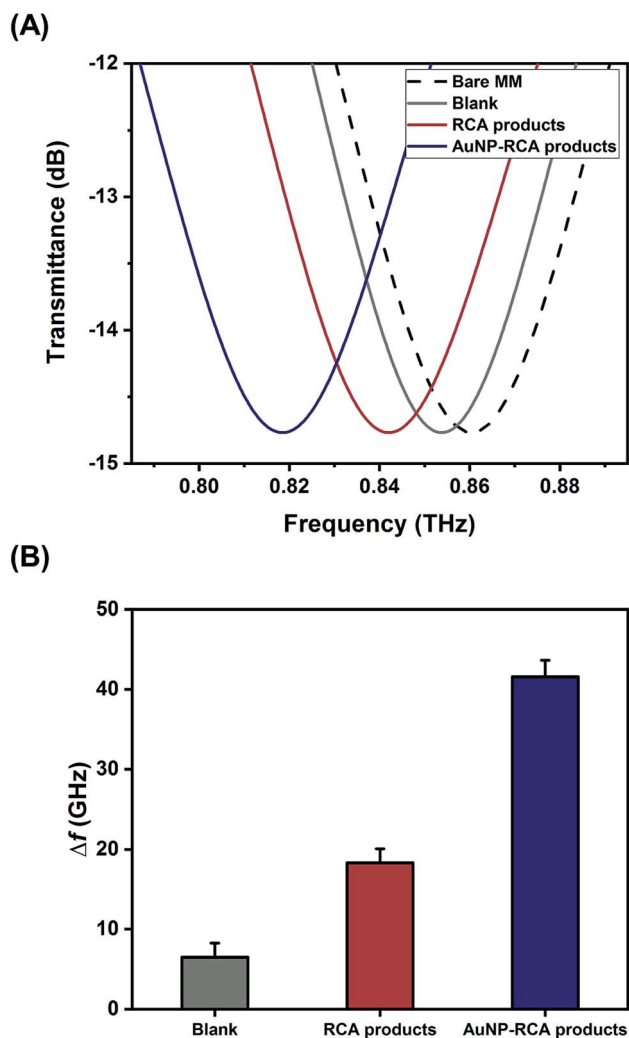 (A)
-12
-13
-14
-15
Transmittance (dB)
Bare MM
Blank
RCA products
AuNP-RCA products
0.80 0.82 0.84 0.86 0.88
Frequency (THz)
(B)
50
40
30
20
10
0
Δf (GHz)
Blank RCA products AuNP-RCA products